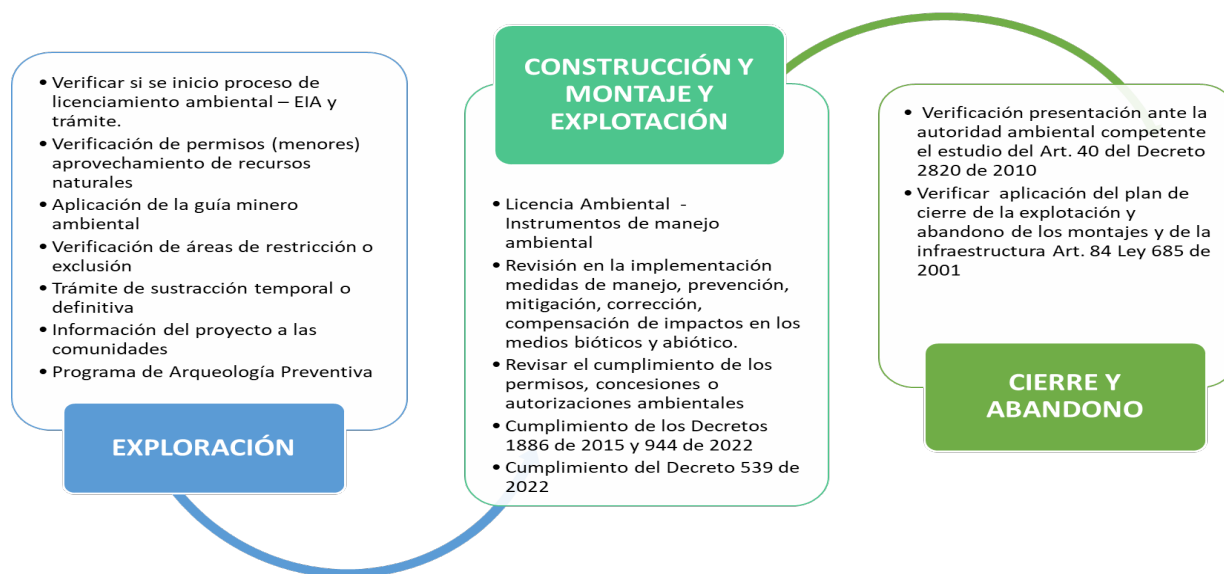 • Verificar si se inicio proceso de
licenciamiento ambiental – EIA y
trámite.
• Verificación de permisos (menores)
aprovechamiento de recursos
naturales
• Aplicación de la guía minero
ambiental
• Verificación de áreas de restricción o
exclusión
• Trámite de sustracción temporal o
definitiva
• Información del proyecto a las
comunidades
• Programa de Arqueología Preventiva
EXPLORACIÓN
CONSTRUCCIÓN Y
MONTAJE Y
EXPLOTACIÓN
• Licencia Ambiental -
Instrumentos de manejo
ambiental
• Revisión en la implementación
medidas de manejo, prevención,
mitigación, corrección,
compensación de impactos en los
medios bióticos y abiótico.
• Revisar el cumplimiento de los
permisos, concesiones o
autorizaciones ambientales
• Cumplimiento de los Decretos
1886 de 2015 y 944 de 2022
• Cumplimiento del Decreto 539 de
2022
• Verificación presentación ante la
autoridad ambiental competente
el estudio del Art. 40 del Decreto
2820 de 2010
• Verificar aplicación del plan de
cierre de la explotación y
abandono de los montajes y de la
infraestructura Art. 84 Ley 685 de
2001
CIERRE Y
ABANDONO